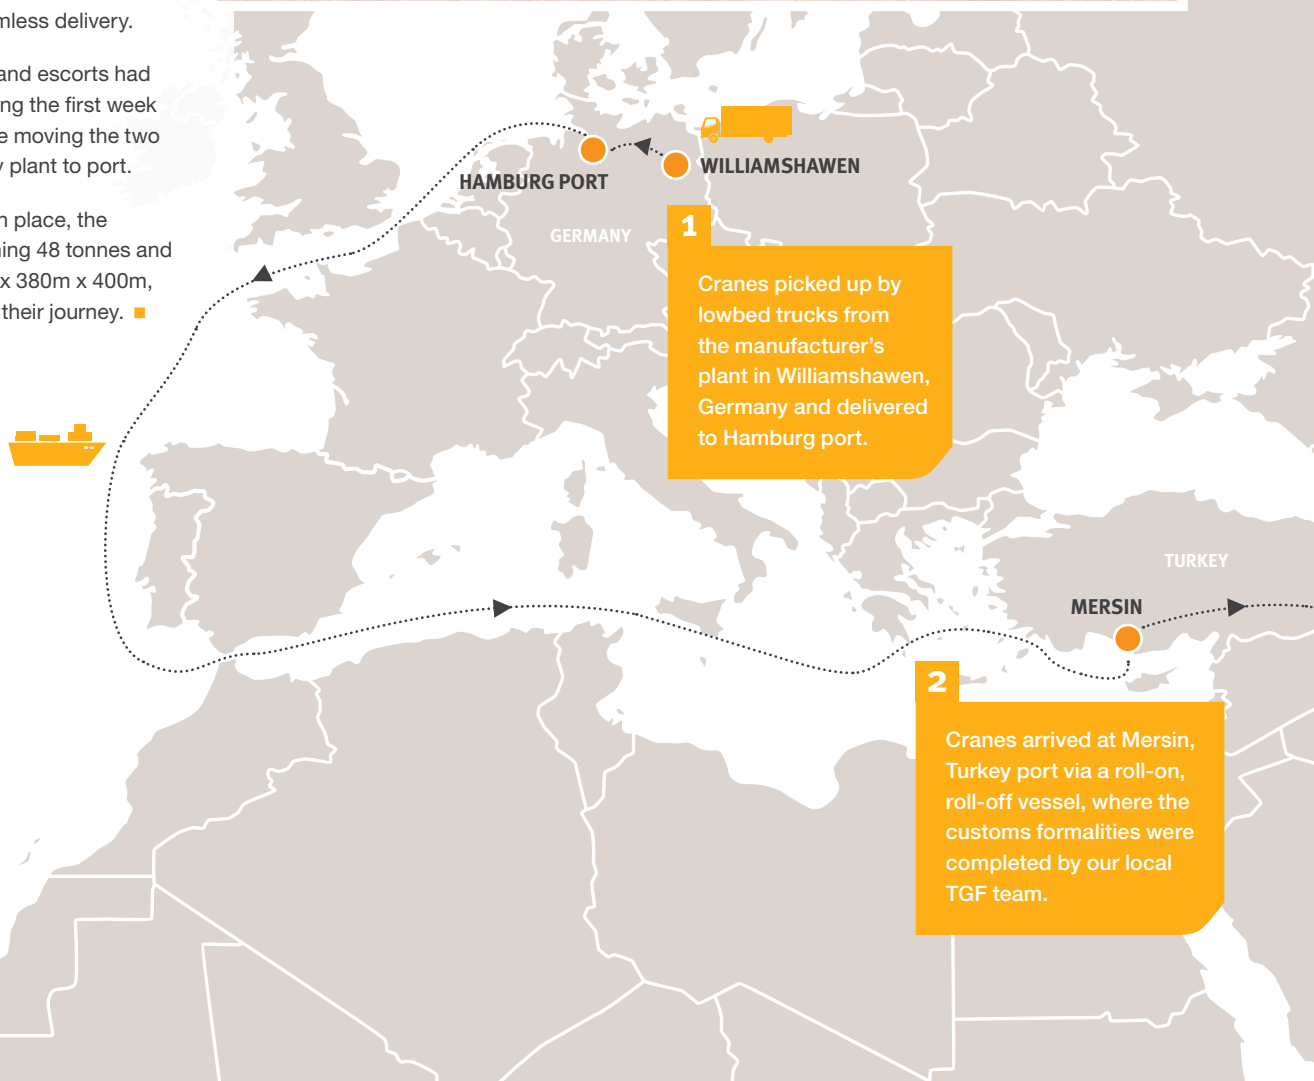 mless delivery.
and escorts had
ing the first week
e moving the two
y plant to port.
n place, the
ning 48 tonnes and
x 380m x 400m,
their journey.
HAMBURG PORT
WILLIAMSHAWEN
GERMANY
1
Cranes picked up by
lowbed trucks from
the manufacturer’s
plant in Williamshawen,
Germany and delivered
to Hamburg port.
TURKEY
MERSIN
2
Cranes arrived at Mersin,
Turkey port via a roll-on,
roll-off vessel, where the
customs formalities were
completed by our local
TGF team.